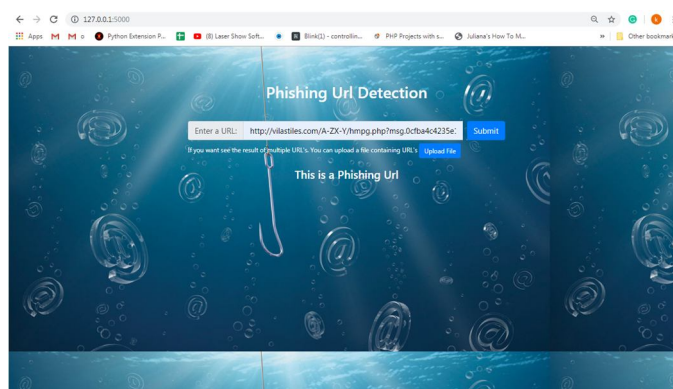 127.0.0.1:5000
Apps M M o Python Extension P... (8) Laser Show Soft... Blink(1) - controllin... PHP Projects with s... Juliana's How To M... » Other bookmark
Phishing Url Detection
Enter a URL: http://vilastiles.com/A-ZX-Y/hmpg.php?msg.0cfba4c4235e: Submit
If you want see the result of multiple URL's. You can upload a file containing URL's Upload File
This is a Phishing Url